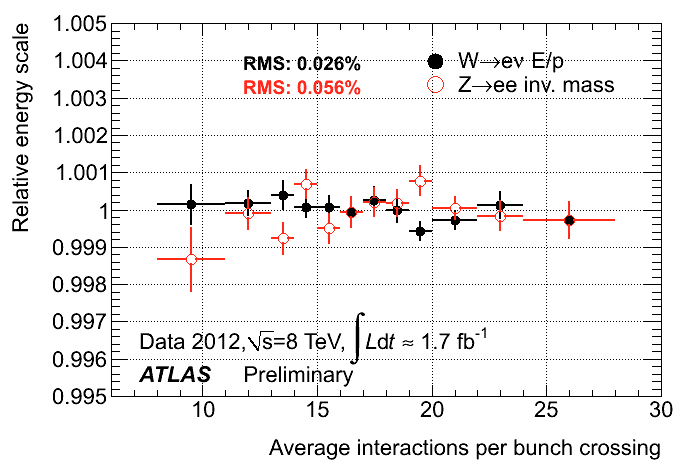 Relative energy scale
1.005
1.004
1.003
1.002
1.001
1
0.999
0.998
0.997
0.996
0.995
RMS: 0.026%
RMS: 0.056%
W→eν E/p
Z→ee inv. mass
Data 2012, √s=8 TeV, ∫ Ldt ≈ 1.7 fb⁻¹
ATLAS Preliminary
10 15 20 25 30
Average interactions per bunch crossing